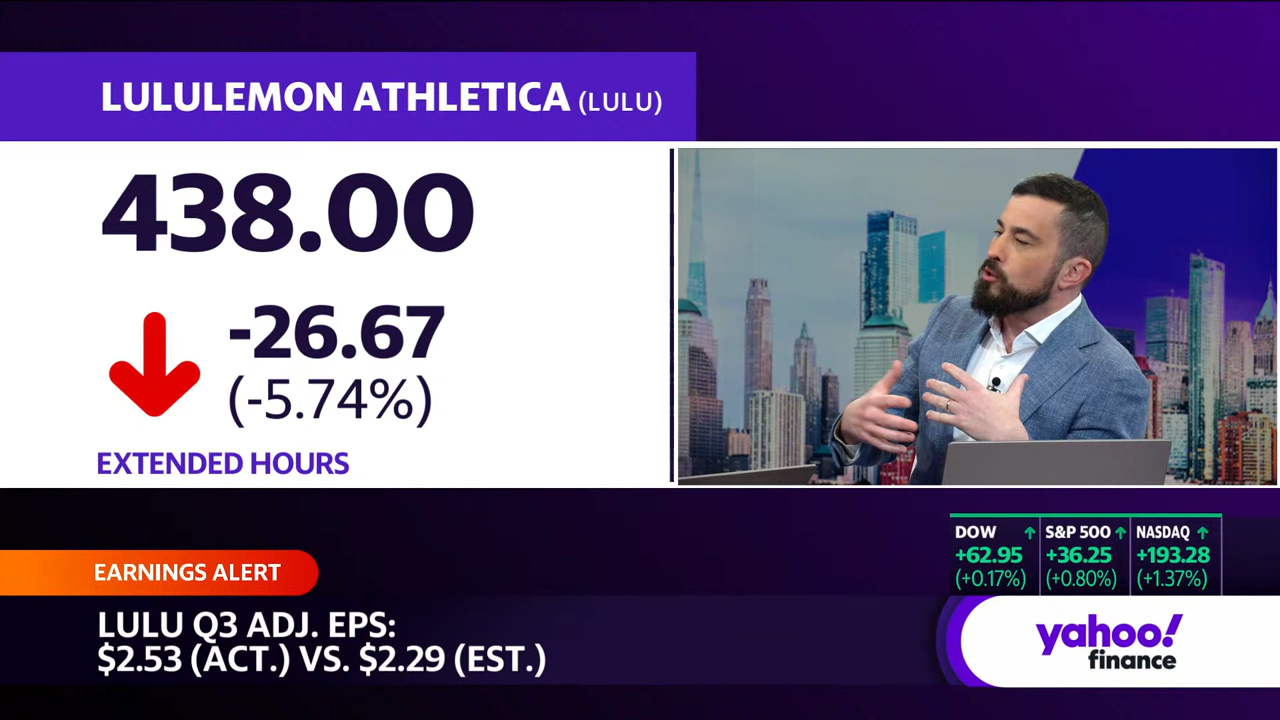 LULULEMON ATHLETICA (LULU)
438.00
-26.67
(-5.74%)
EXTENDED HOURS
EARNINGS ALERT
LULU Q3 ADJ. EPS:
$2.53 (ACT.) VS. $2.29 (EST.)
DOW
+62.95
(+0.17%)
S&P 500
+36.25
(+0.80%)
NASDAQ
+193.28
(+1.37%)
yahoo!
finance